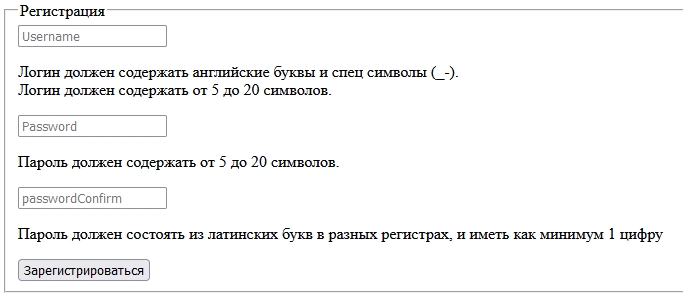 Регистрация
Username
Логин должен содержать английские буквы и спец символы (_-).
Логин должен содержать от 5 до 20 символов.
Password
Пароль должен содержать от 5 до 20 символов.
passwordConfirm
Пароль должен состоять из латинских букв в разных регистрах, и иметь как минимум 1 цифру
Зарегистрироваться